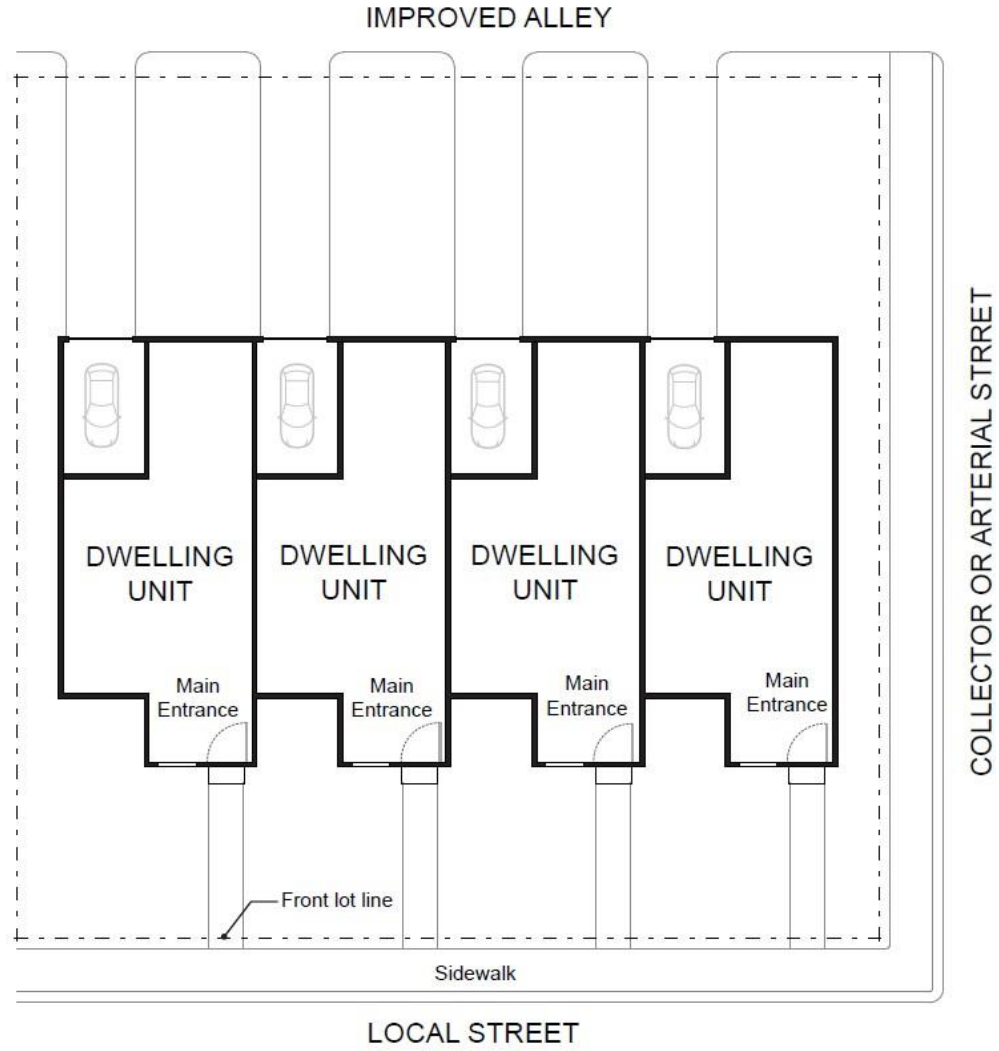 IMPROVED ALLEY
COLLECTOR OR ARTERIAL STRRET
DWELLING
UNIT
DWELLING
UNIT
DWELLING
UNIT
DWELLING
UNIT
Main
Entrance
Main
Entrance
Main
Entrance
Main
Entrance
Front lot line
Sidewalk
LOCAL STREET